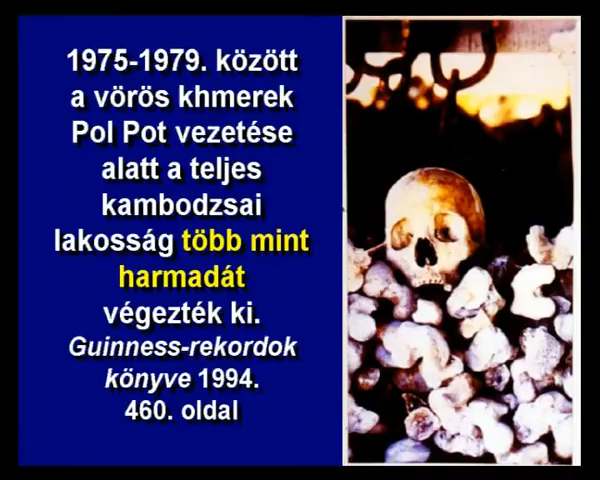 1975-1979. között
a vörös khmerek
Pol Pot vezetése
alatt a teljes
kambodzsai
lakosság több mint
harmadát
végezték ki.
Guinness-rekordok
könyve 1994.
460. oldal